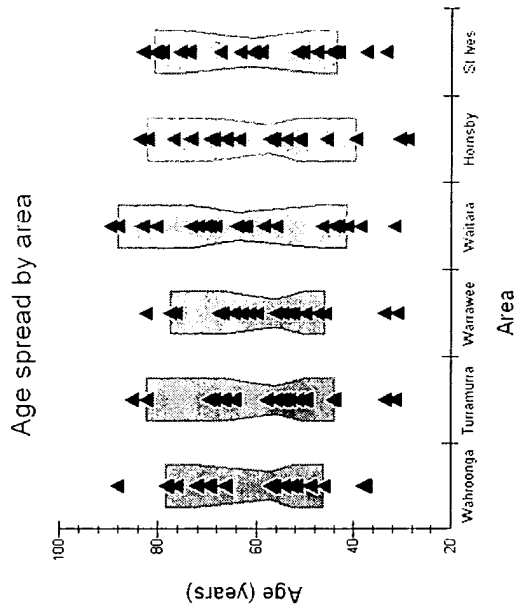 Age spread by area
Age (years)
100
80
60
40
20
Wahroonga
Turramurra
Warrawee
Waitara
Hornsby
St Ives
Area